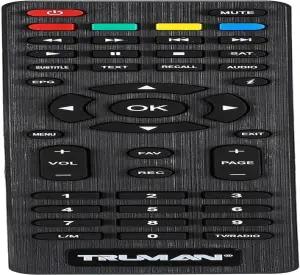 MUTE
SAT
SUBTITLE TEXT RECALL AUDIO
EPG i
OK
MENU EXIT
+ FAV +
VOL PAGE
- REC -
1 2 3
4 5 6
7 8 9
L/M 0 TV/RADIO
TRUMAN®